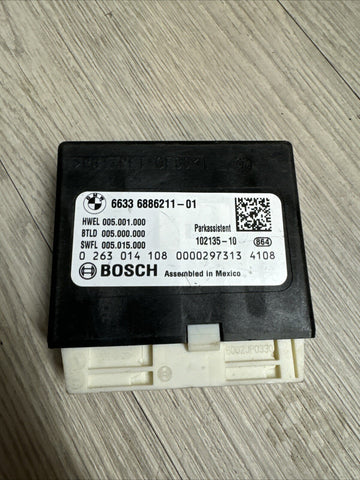 6633 6886211-01
HWEL 005.001.000
BTLD 005.000.000
SWFL 005.015.000
Parkassistent
102135-10 864
0 263 014 108 0000297313 4108
BOSCH Assembled in Mexico